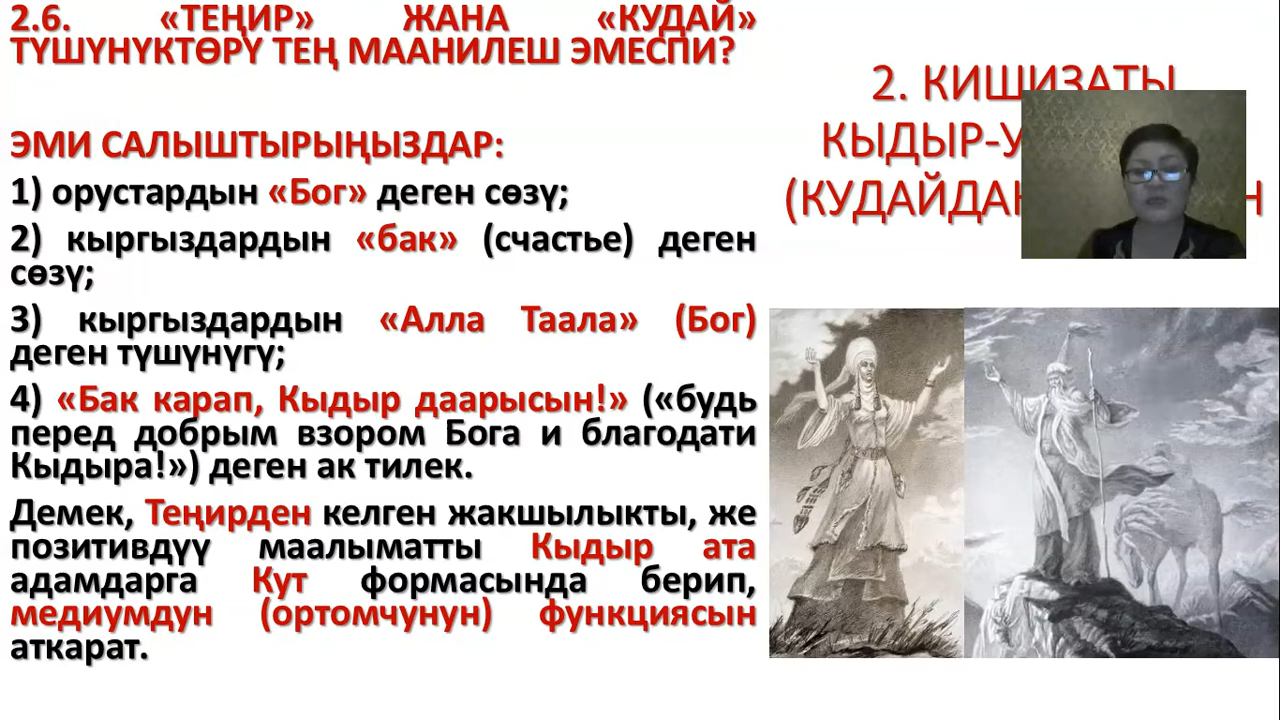 2.6. «ТЕҢИР» ЖАНА «КУДАЙ»
ТҮШҮНҮКТӨРҮ ТЕҢ МААНИЛЕШ ЭМЕСПИ?
ЭМИ САЛЫШТЫРЫҢЫЗДАР:
1) орустардын «Бог» деген сөзү;
2) кыргыздардын «бак» (счастье) деген
сөзү;
3) кыргыздардын «Алла Таала» (Бог)
деген түшүнүгү;
4) «Бак карап, Кыдыр даарысын!» («будь
перед добрым взором Бога и благодати
Кыдыра!») деген ак тилек.
Демек, Теңирден келген жакшылыкты, же
позитивдүү маалыматты Кыдыр ата
адамдарга Кут формасында берип,
медиумдун (ортомчунун) функциясын
аткарат.
2. КИШИЗАТЫ